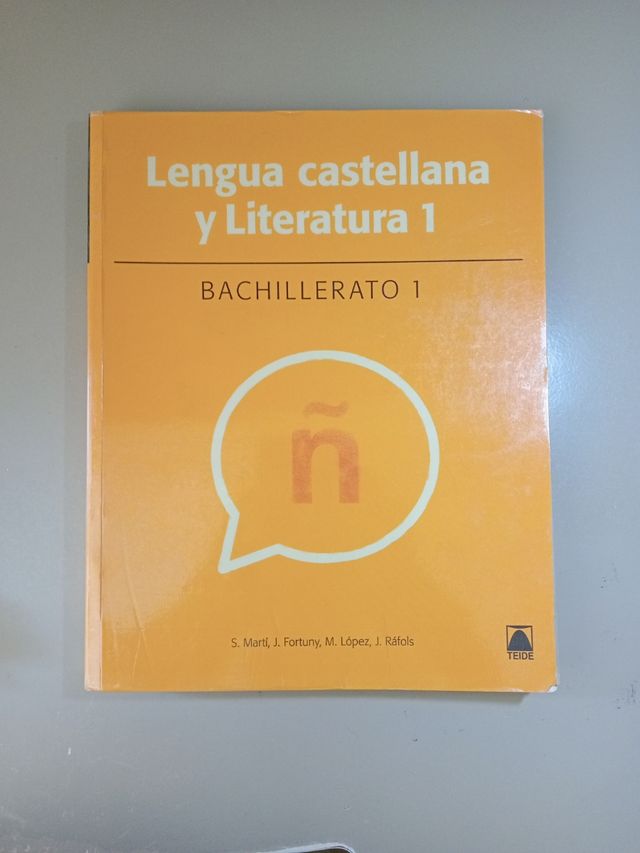 Lengua castellana
y Literatura 1
BACHILLERATO 1
ñ
S. Martí, J. Fortuny, M. López, J. Ráfols
TEIDE